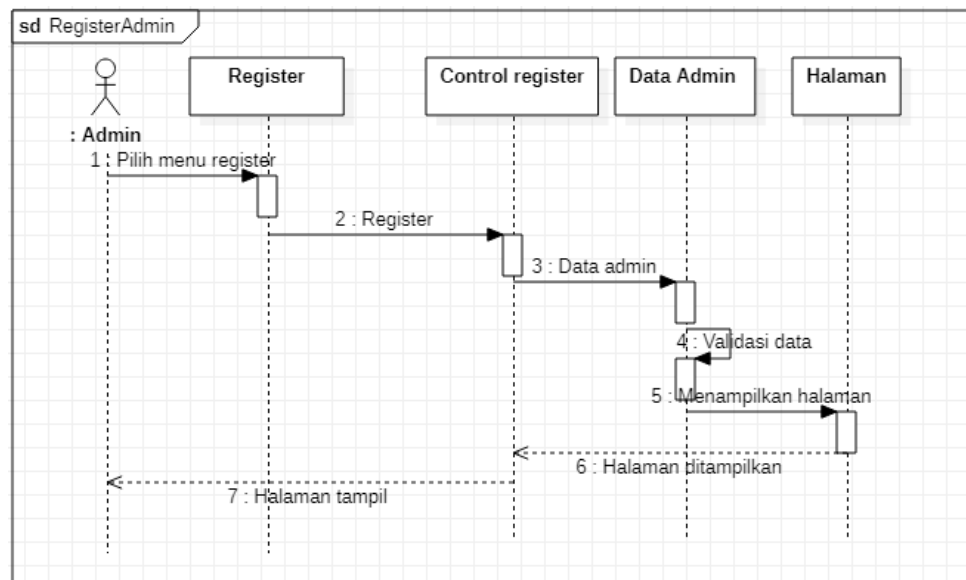 sd RegisterAdmin
Register
Control register
Data Admin
Halaman
: Admin
1 : Pilih menu register
2 : Register
3 : Data admin
4 : Validasi data
5 : Menampilkan halaman
6 : Halaman ditampilkan
7 : Halaman tampil